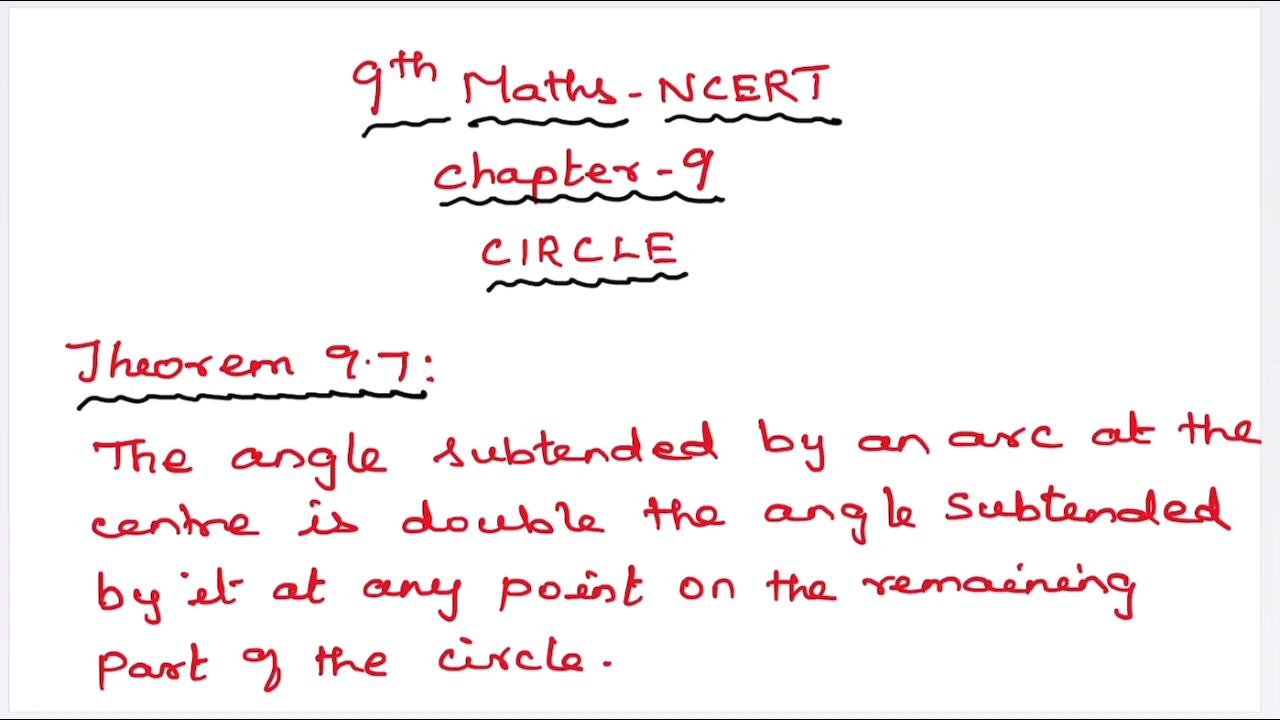 9th Maths - NCERT
chapter - 9
CIRCLE
Theorem 9.7:
The angle subtended by an arc at the
centre is double the angle subtended
by it at any point on the remaining
part of the circle.